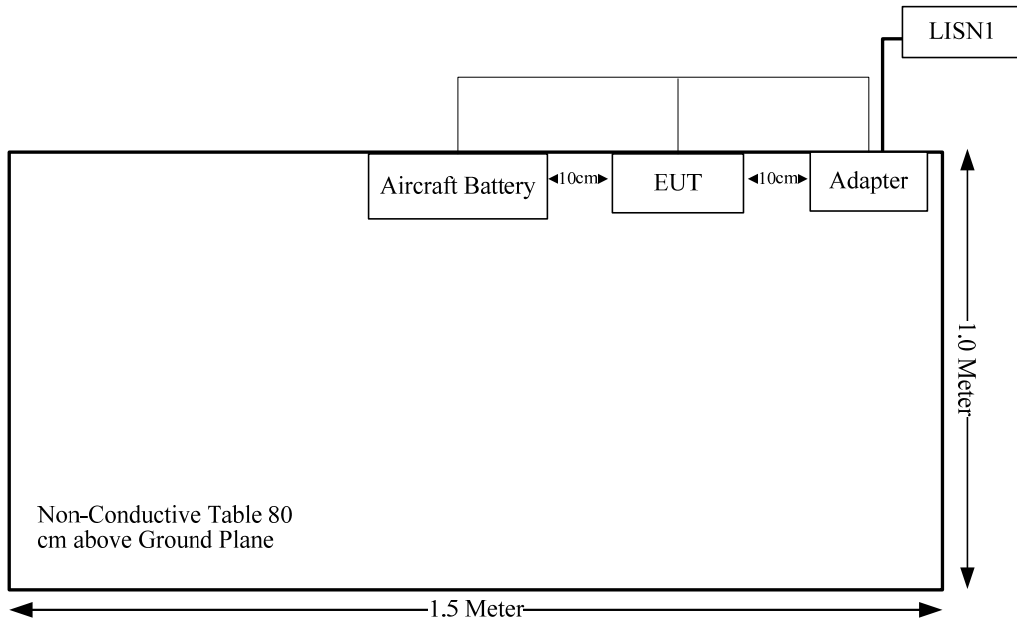 LISN1
Aircraft Battery
10cm
EUT
10cm
Adapter
1.0 Meter
Non-Conductive Table 80
cm above Ground Plane
1.5 Meter